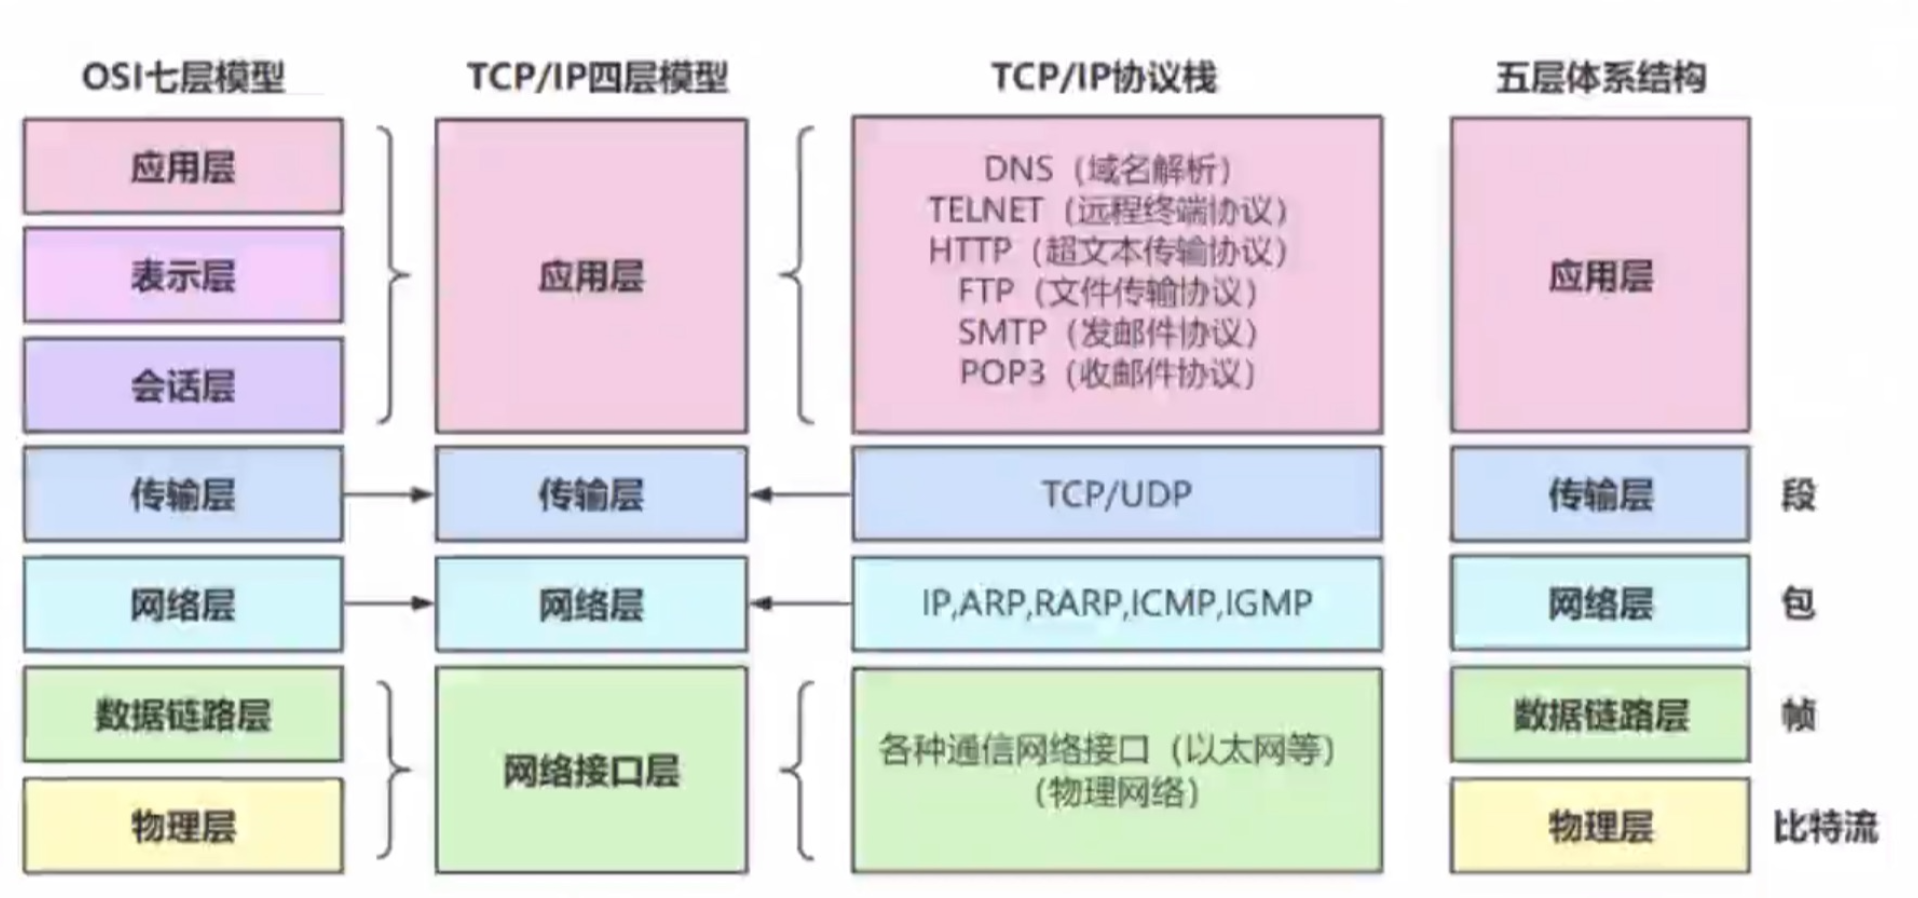 OSI七层模型
应用层
表示层
会话层
传输层
网络层
数据链路层
物理层
TCP/IP四层模型
应用层
传输层
网络层
网络接口层
TCP/IP协议栈
DNS（域名解析）
TELNET（远程终端协议）
HTTP（超文本传输协议）
FTP（文件传输协议）
SMTP（发邮件协议）
POP3（收邮件协议）
TCP/UDP
IP,ARP,RARP,ICMP,IGMP
各种通信网络接口（以太网等）
（物理网络）
五层体系结构
应用层
传输层 段
网络层 包
数据链路层 帧
物理层 比特流